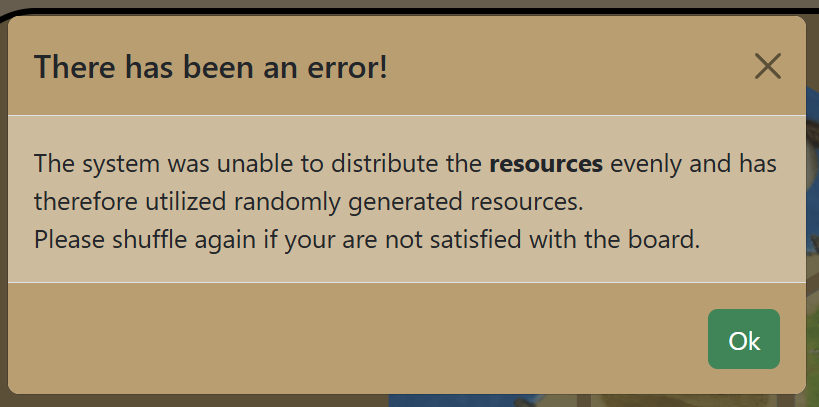 There has been an error!
The system was unable to distribute the resources evenly and has
therefore utilized randomly generated resources.
Please shuffle again if your are not satisfied with the board.
Ok